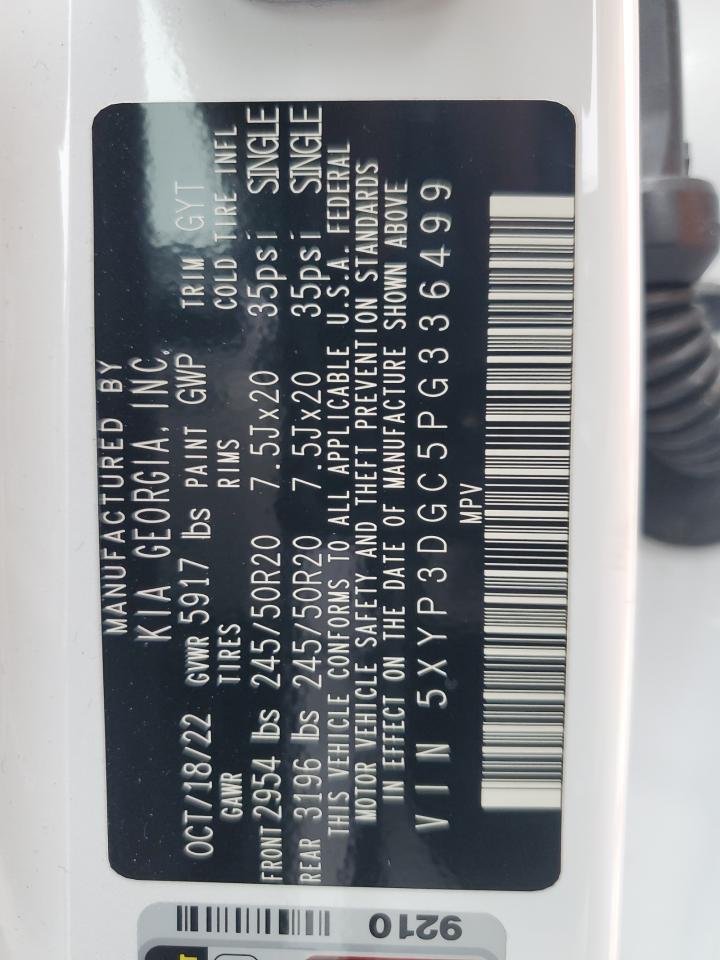 MANUFACTURED BY
KIA GEORGIA, INC.
OCT/18/22 GVWR 5917 lbs PAINT GWP TRIM GYT
GAWR TIRES RIMS COLD TIRE INFL
FRONT 2954 lbs 245/50R20 7.5Jx20 35psi SINGLE
REAR 3196 lbs 245/50R20 7.5Jx20 35psi SINGLE
THIS VEHICLE CONFORMS TO ALL APPLICABLE U.S.A. FEDERAL
MOTOR VEHICLE SAFETY AND THEFT PREVENTION STANDARDS
IN EFFECT ON THE DATE OF MANUFACTURE SHOWN ABOVE
VIN 5XYP3DGC5PG336499
MPV
9210